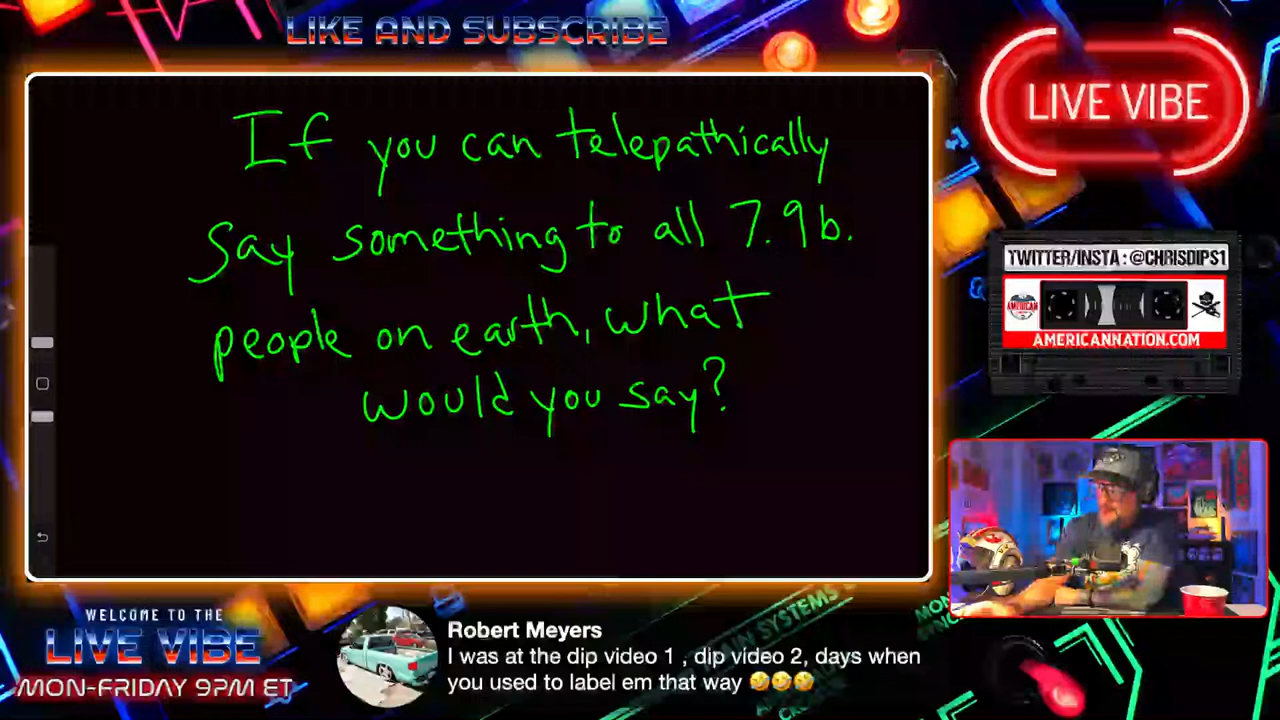 LIKE AND SUBSCRIBE
LIVE VIBE
If you can telepathically
say something to all 7.9b.
people on earth, what
would you say?
TWITTER/INSTA : @CHRISDIPS1
AMERICANNATION.COM
WELCOME TO THE
LIVE VIBE
MON-FRIDAY 9PM ET
Robert Meyers
I was at the dip video 1 , dip video 2, days when
you used to label em that way 🤣🤣🤣